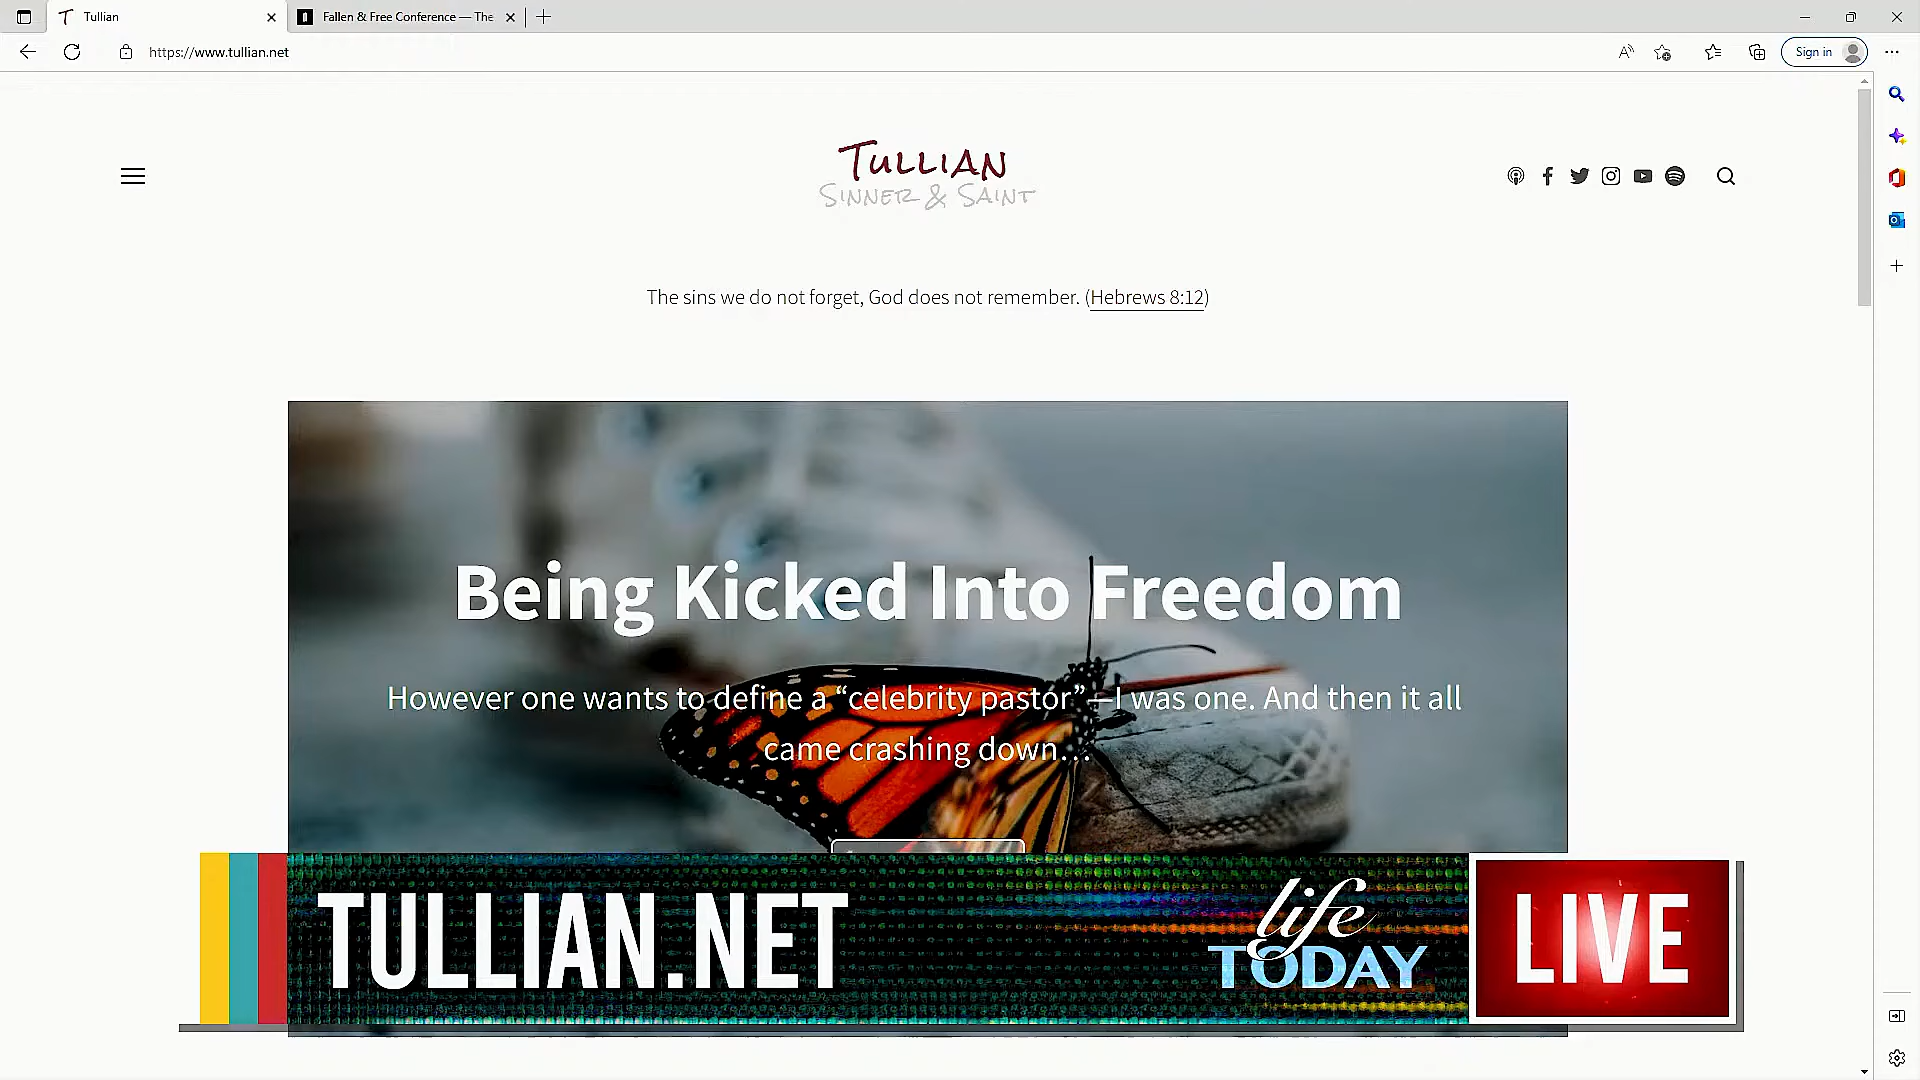 Tullian
Fallen & Free Conference — The
https://www.tullian.net
Sign in
Tullian
Sinner & Saint
The sins we do not forget, God does not remember. (Hebrews 8:12)
Being Kicked Into Freedom
However one wants to define a “celebrity pastor”—I was one. And then it all
came crashing down…
TULLIAN.NET
life
TODAY
LIVE